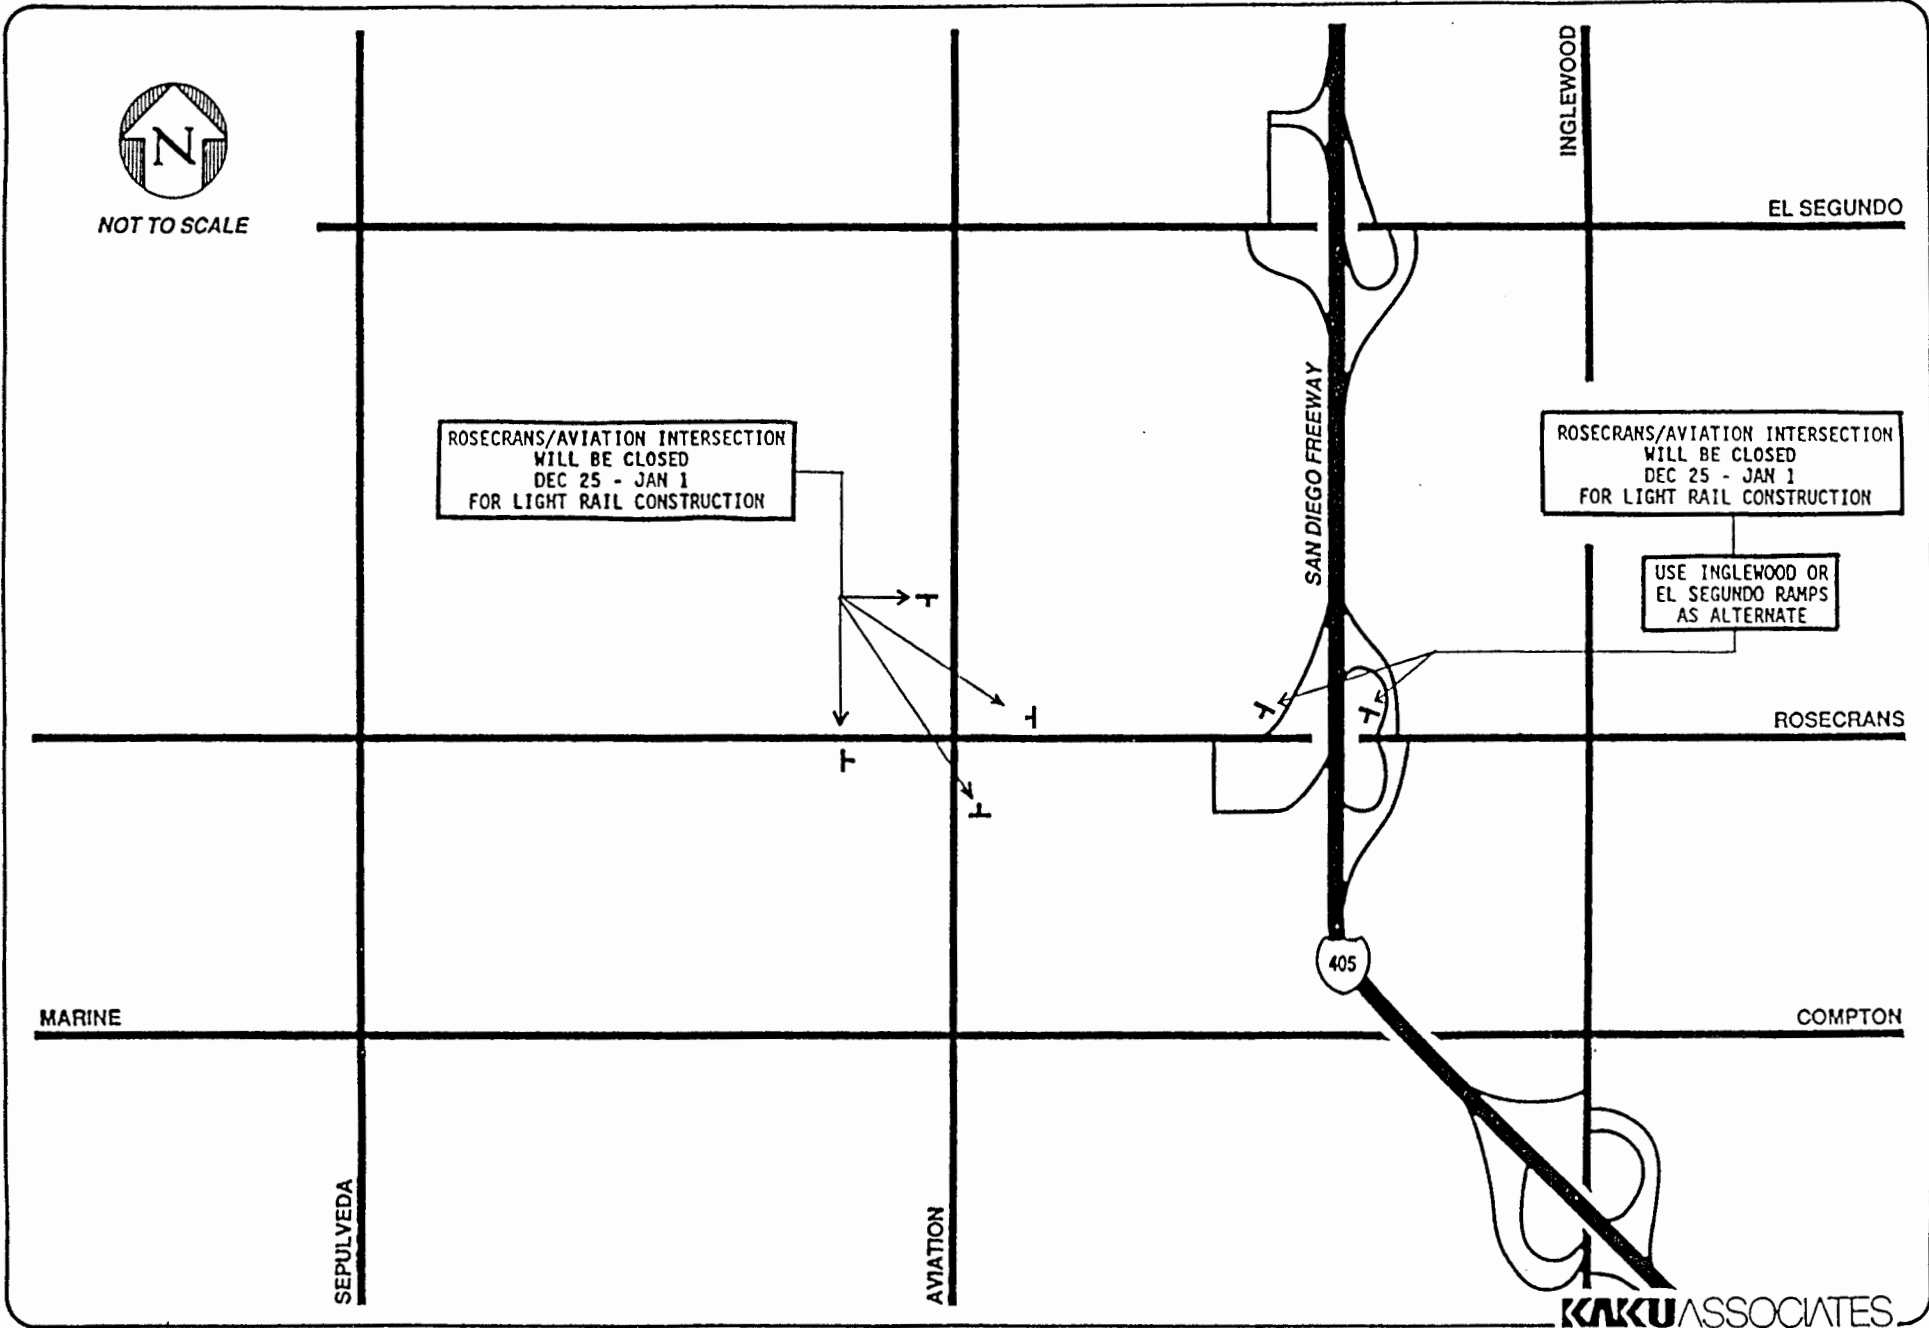 N
NOT TO SCALE
INGLEWOOD
EL SEGUNDO
SAN DIEGO FREEWAY
ROSECRANS/AVIATION INTERSECTION
WILL BE CLOSED
DEC 25 - JAN 1
FOR LIGHT RAIL CONSTRUCTION
ROSECRANS/AVIATION INTERSECTION
WILL BE CLOSED
DEC 25 - JAN 1
FOR LIGHT RAIL CONSTRUCTION
USE INGLEWOOD OR
EL SEGUNDO RAMPS
AS ALTERNATE
ROSECRANS
405
MARINE
COMPTON
SEPULVEDA
AVIATION
KAKU ASSOCIATES